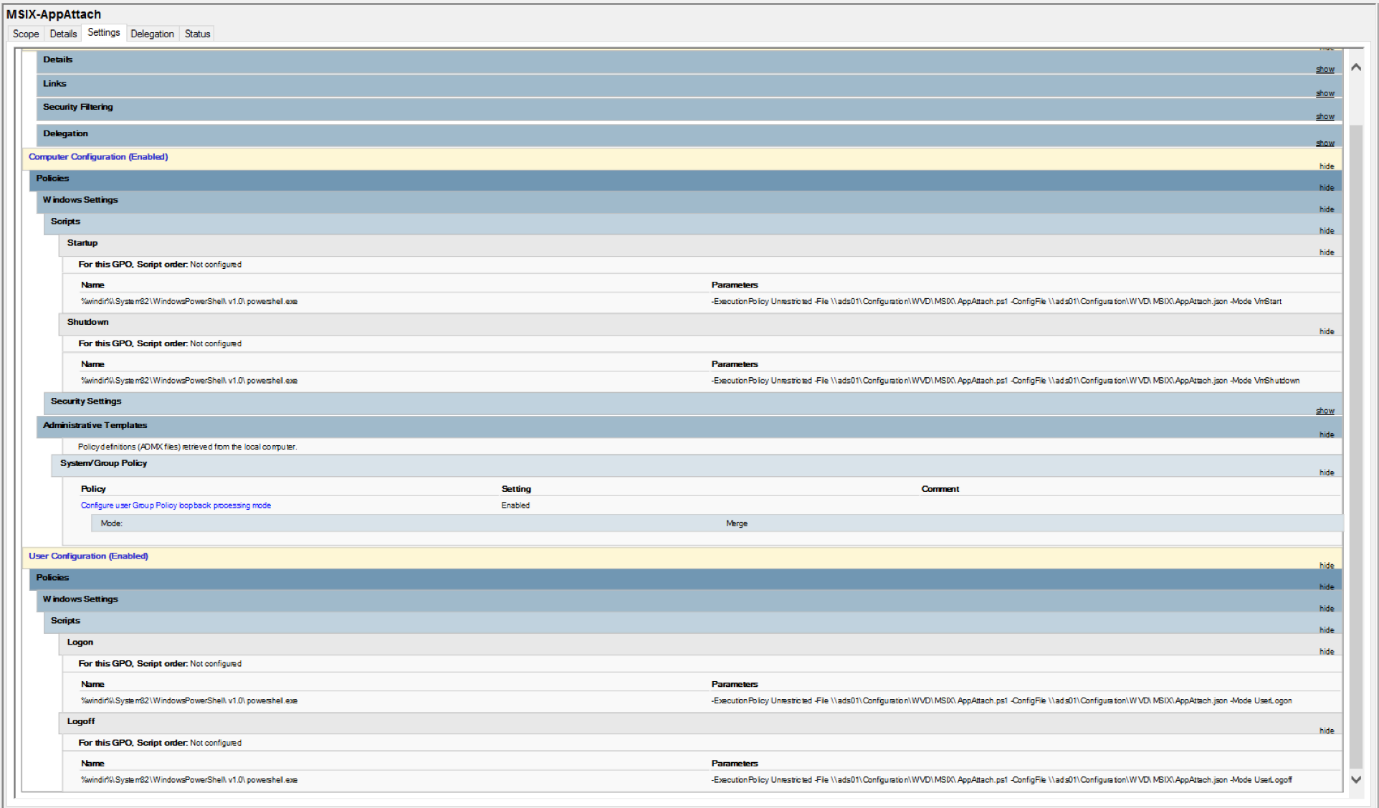 MSIX-AppAttach
Scope Details Settings Delegation Status
Details show
Links show
Security Filtering show
Delegation show
Computer Configuration (Enabled) hide
Policies hide
Windows Settings hide
Scripts hide
Startup hide
For this GPO, Script order: Not configured
Name Parameters
%windir%\System32\WindowsPowerShell\v1.0\powershell.exe -ExecutionPolicy Unrestricted -File \\ads01\Configuration\WVD\MSIX\AppAttach.ps1 -ConfigFile \\ads01\Configuration\WVD\MSIX\AppAttach.json -Mode VmStart
Shutdown hide
For this GPO, Script order: Not configured
Name Parameters
%windir%\System32\WindowsPowerShell\v1.0\powershell.exe -ExecutionPolicy Unrestricted -File \\ads01\Configuration\WVD\MSIX\AppAttach.ps1 -ConfigFile \\ads01\Configuration\WVD\MSIX\AppAttach.json -Mode VmShutdown
Security Settings show
Administrative Templates hide
Policy definitions (ADMX files) retrieved from the local computer.
System/Group Policy hide
Policy Setting Comment
Configure user Group Policy loopback processing mode Enabled
Mode: Merge
User Configuration (Enabled) hide
Policies hide
Windows Settings hide
Scripts hide
Logon hide
For this GPO, Script order: Not configured
Name Parameters
%windir%\System32\WindowsPowerShell\v1.0\powershell.exe -ExecutionPolicy Unrestricted -File \\ads01\Configuration\WVD\MSIX\AppAttach.ps1 -ConfigFile \\ads01\Configuration\WVD\MSIX\AppAttach.json -Mode UserLogon
Logoff hide
For this GPO, Script order: Not configured
Name Parameters
%windir%\System32\WindowsPowerShell\v1.0\powershell.exe -ExecutionPolicy Unrestricted -File \\ads01\Configuration\WVD\MSIX\AppAttach.ps1 -ConfigFile \\ads01\Configuration\WVD\MSIX\AppAttach.json -Mode UserLogoff